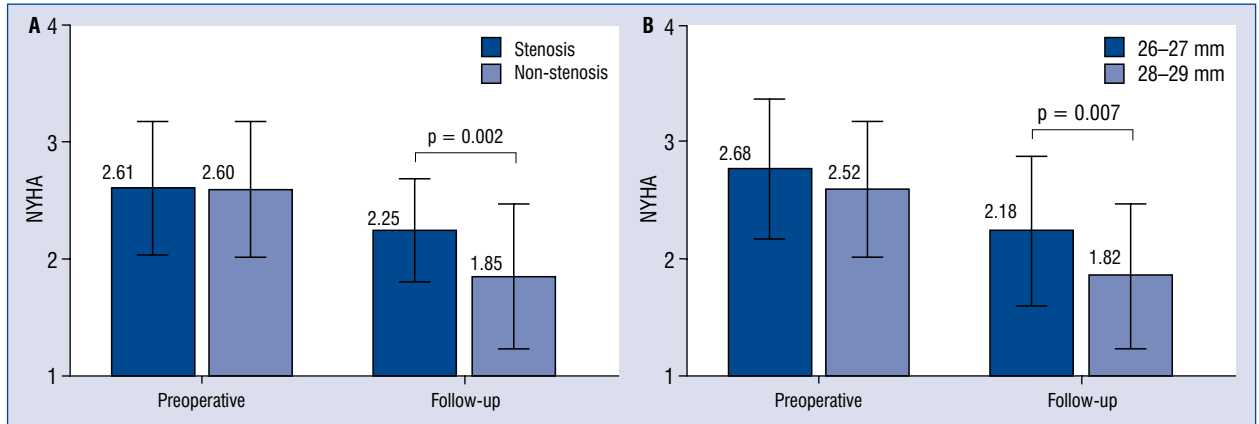 A
4
3
2
1
NYHA
Stenosis
Non-stenosis
2.61
2.60
2.25
1.85
p = 0.002
Preoperative
Follow-up
B
4
3
2
1
NYHA
26–27 mm
28–29 mm
2.68
2.52
2.18
1.82
p = 0.007
Preoperative
Follow-up